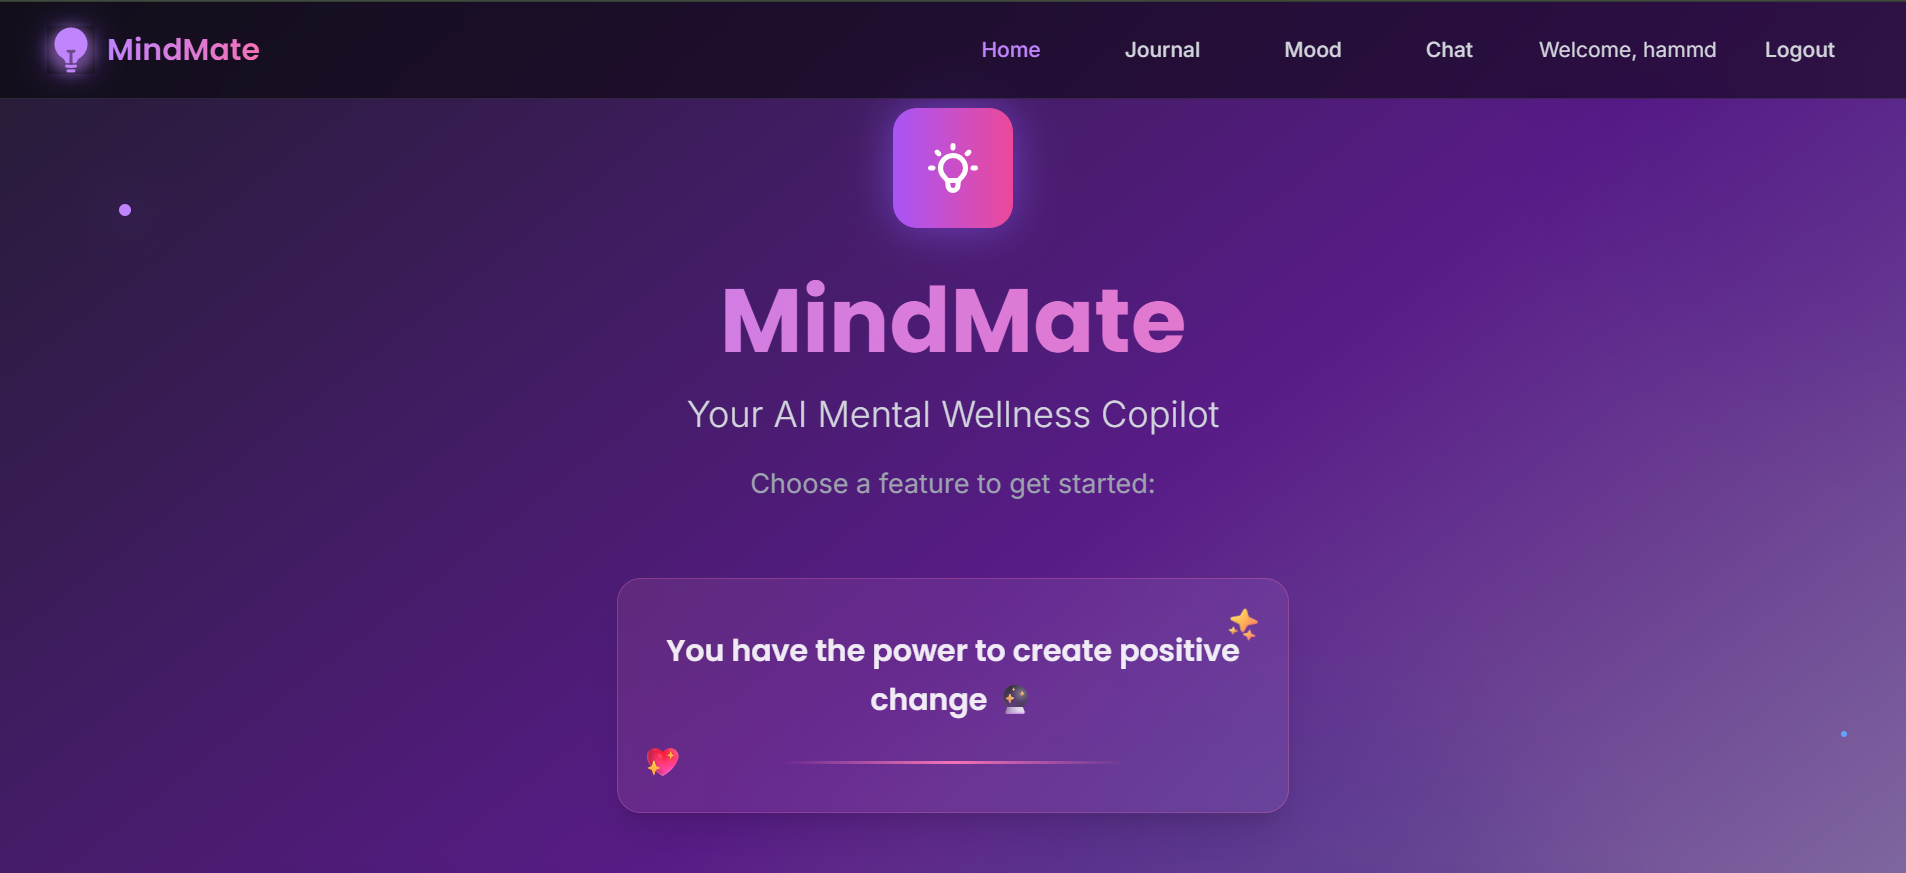 MindMate
Home
Journal
Mood
Chat
Welcome, hammd
Logout
MindMate
Your AI Mental Wellness Copilot
Choose a feature to get started:
You have the power to create positive
change 🔮